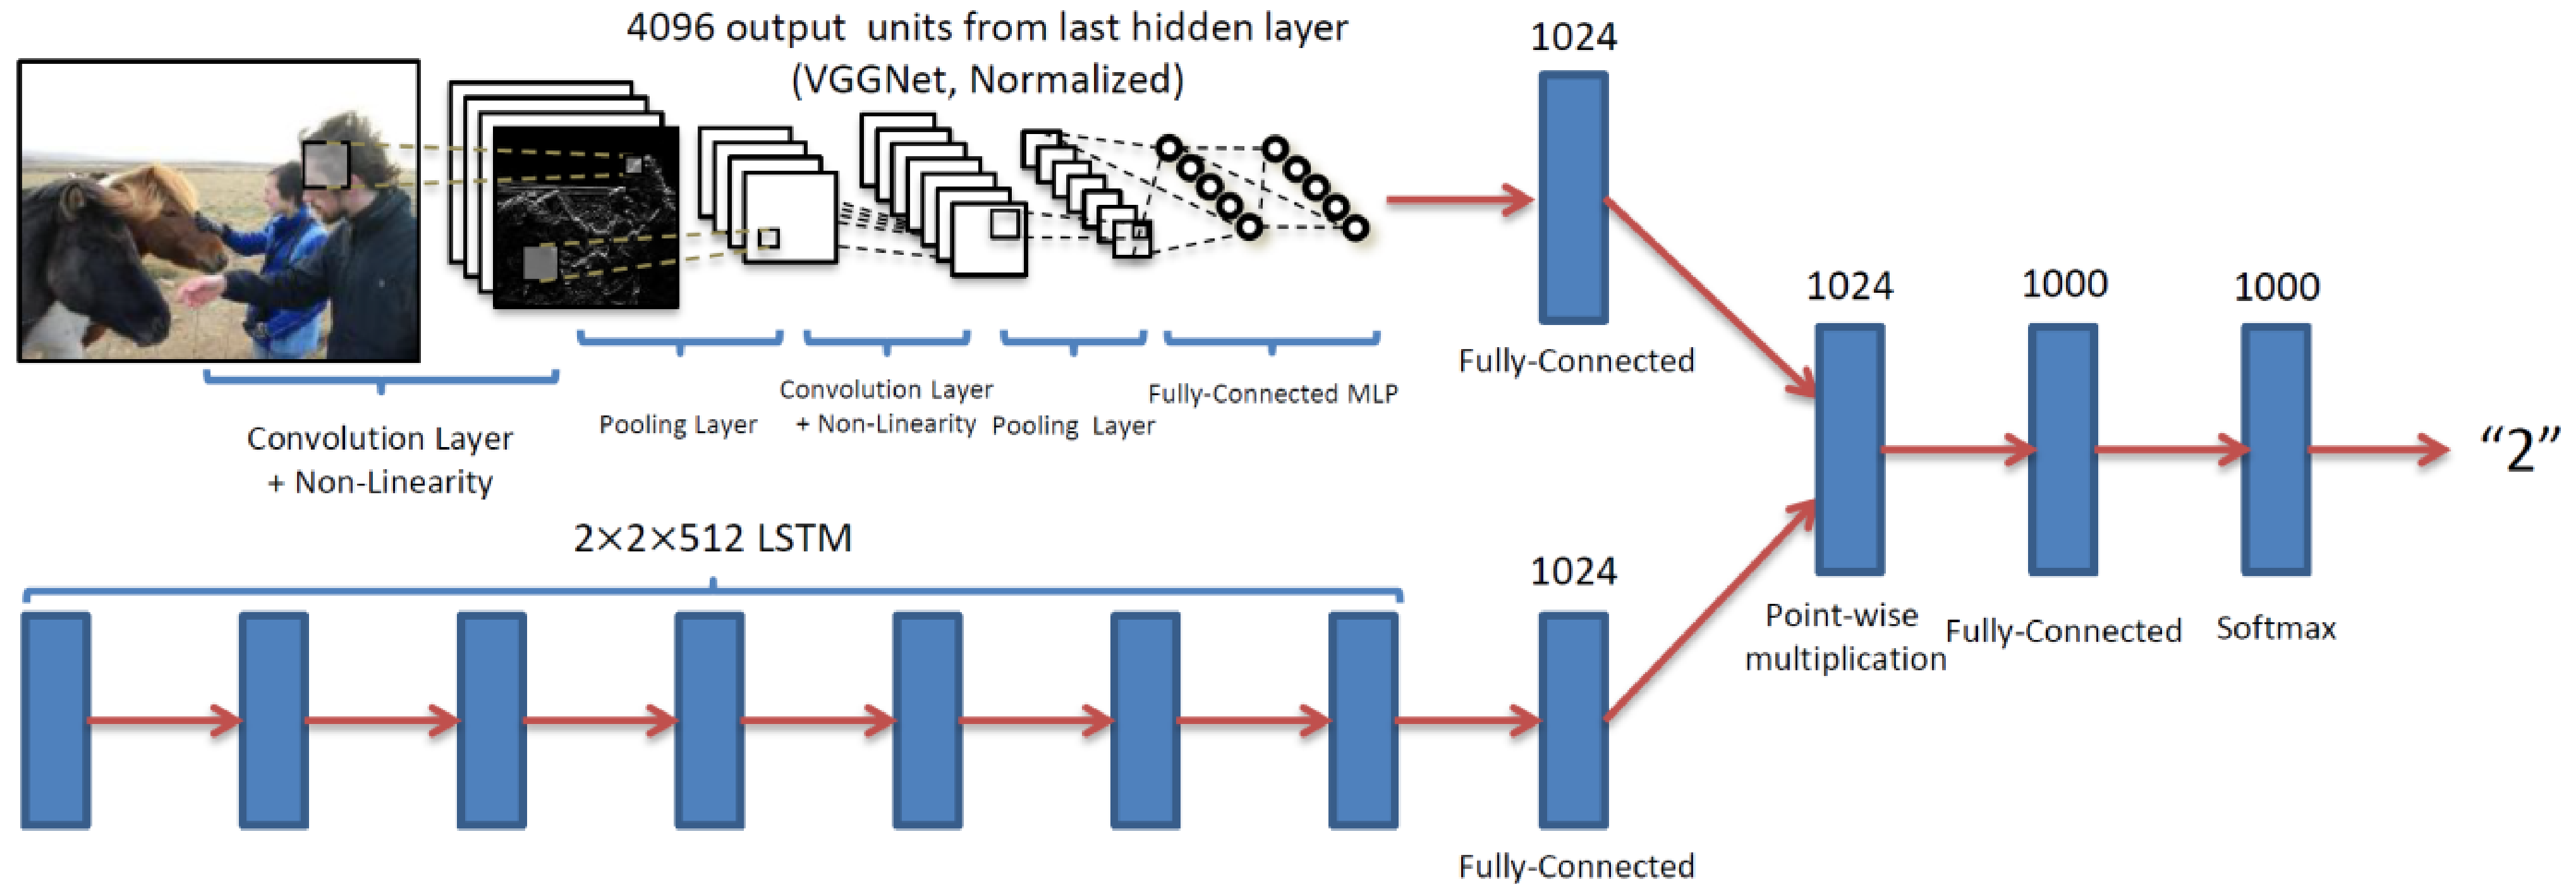 4096 output units from last hidden layer
(VGGNet, Normalized)
1024
Fully-Connected
Convolution Layer
+ Non-Linearity
Pooling Layer
Convolution Layer
+ Non-Linearity
Pooling Layer
Fully-Connected MLP
2×2×512 LSTM
1024
Fully-Connected
1024
Point-wise
multiplication
1000
Fully-Connected
1000
Softmax
“2”